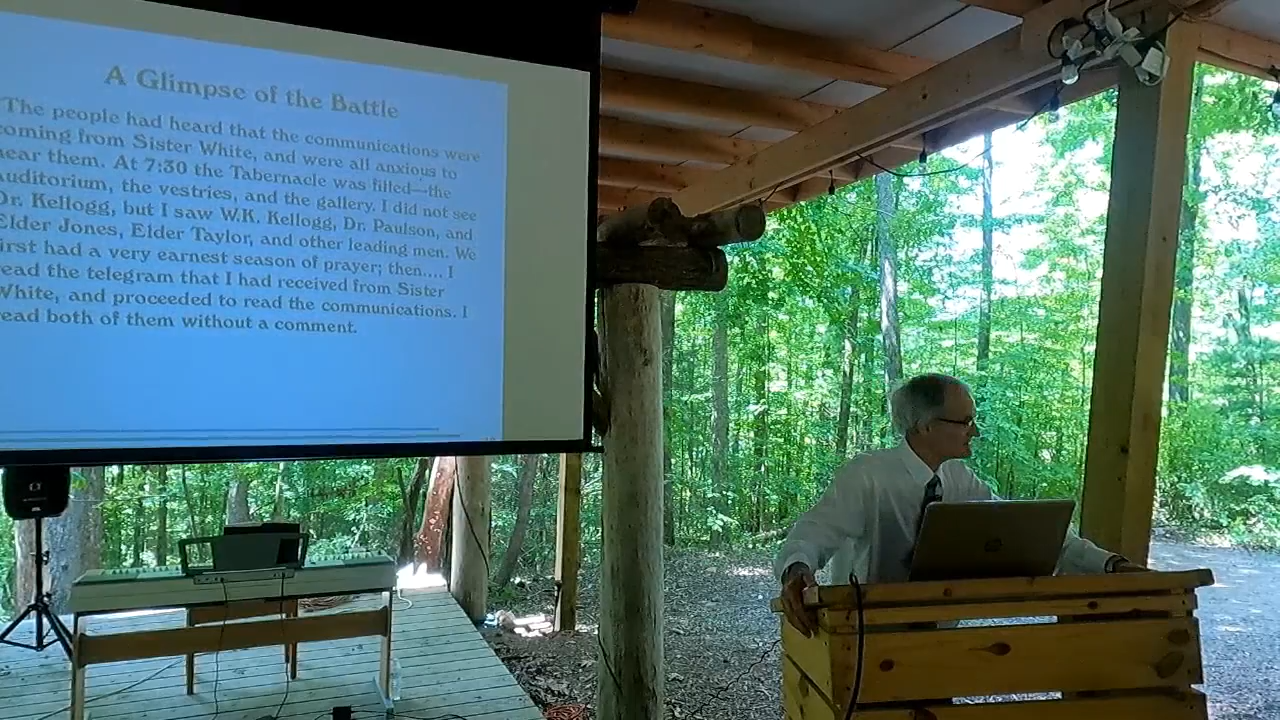 A Glimpse of the Battle
The people had heard that the communications were
coming from Sister White, and were all anxious to
hear them. At 7:30 the Tabernacle was filled—the
auditorium, the vestries, and the gallery. I did not see
Dr. Kellogg, but I saw W.K. Kellogg, Dr. Paulson, and
Elder Jones, Elder Taylor, and other leading men. We
first had a very earnest season of prayer; then.... I
read the telegram that I had received from Sister
White, and proceeded to read the communications. I
read both of them without a comment.
hp